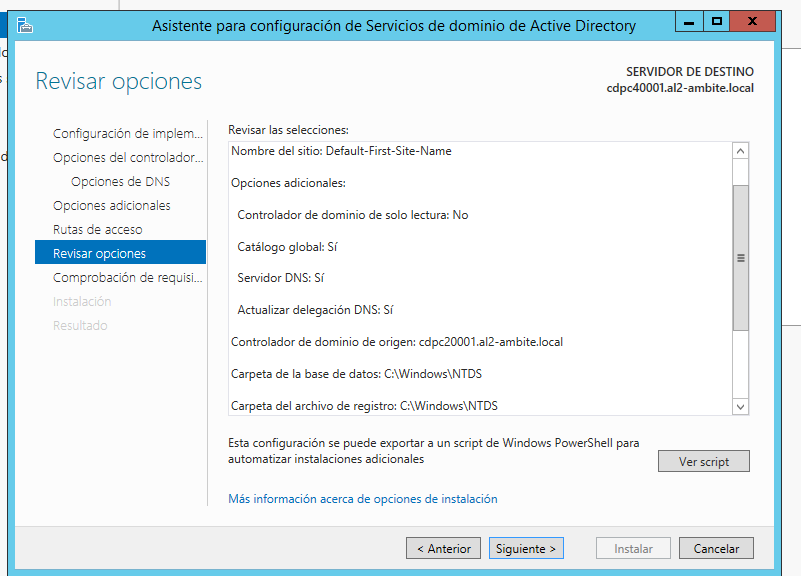 Asistente para configuración de Servicios de dominio de Active Directory
Revisar opciones
SERVIDOR DE DESTINO
cdpc40001.al2-ambite.local
Configuración de implem...
Opciones del controlador...
Opciones de DNS
Opciones adicionales
Rutas de acceso
Revisar opciones
Comprobación de requisi...
Instalación
Resultado
Revisar las selecciones:
Nombre del sitio: Default-First-Site-Name
Opciones adicionales:
Controlador de dominio de solo lectura: No
Catálogo global: Sí
Servidor DNS: Sí
Actualizar delegación DNS: Sí
Controlador de dominio de origen: cdpc20001.al2-ambite.local
Carpeta de la base de datos: C:\Windows\NTDS
Carpeta del archivo de registro: C:\Windows\NTDS
Esta configuración se puede exportar a un script de Windows PowerShell para
automatizar instalaciones adicionales
Ver script
Más información acerca de opciones de instalación
< Anterior
Siguiente >
Instalar
Cancelar